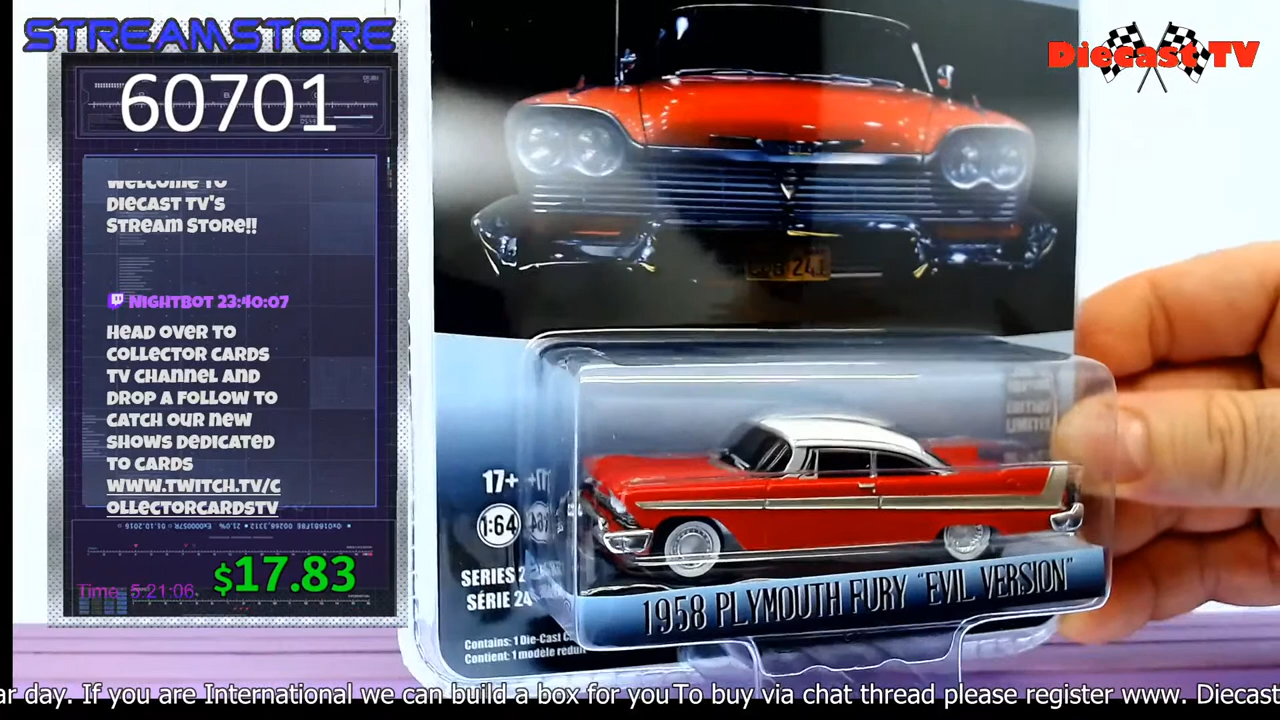 STREAMSTORE
60701
Welcome to
Diecast TV's
Stream Store!!
Nightbot 23:40:07
Head over to
Collector Cards
TV channel and
drop a follow to
catch our new
shows dedicated
to cards
www.twitch.tv/c
ollectorcardstv
Time: 5:21:06
$17.83
Diecast TV
17+
1:64
SERIES 2
SÉRIE 24
Contains: 1 Die-Cast C
Contient: 1 modèle rédui
1958 PLYMOUTH FURY "EVIL VERSION"
ar day. If you are International we can build a box for youTo buy via chat thread please register www. Diecast